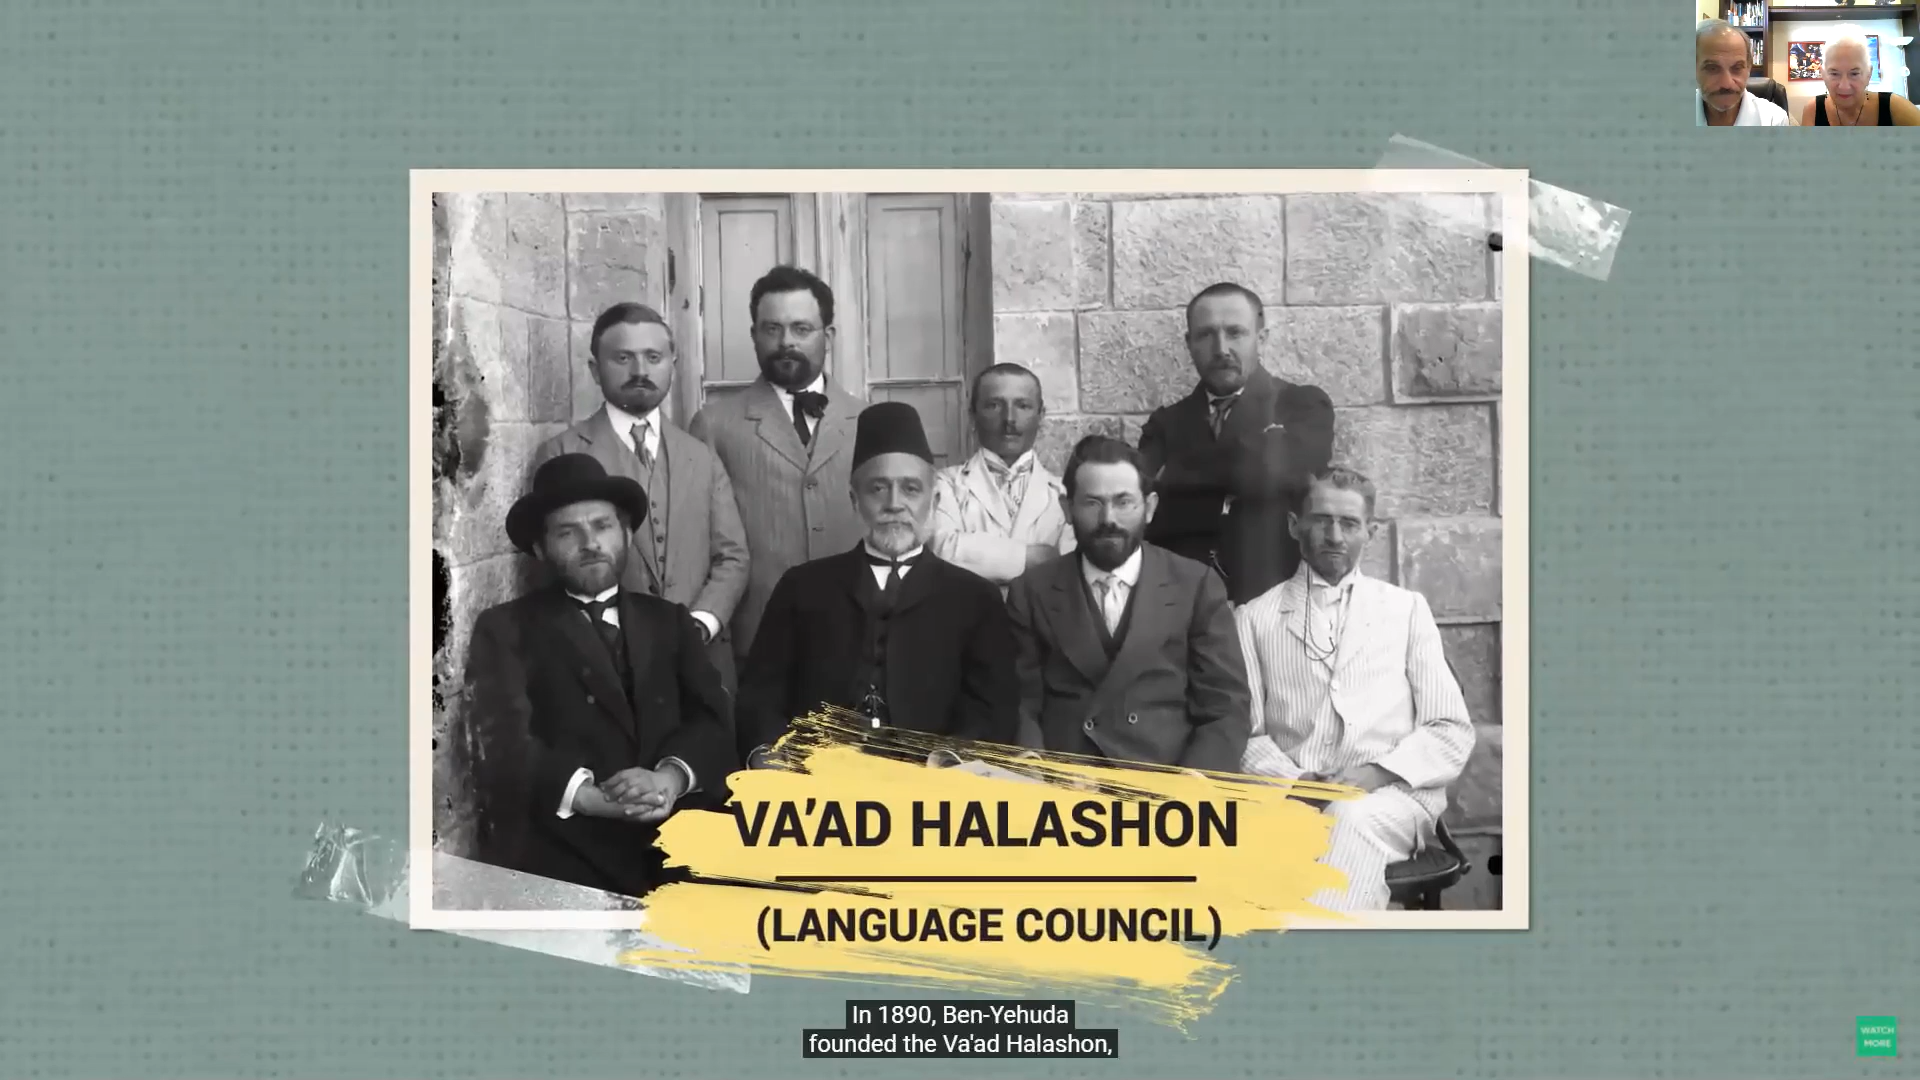 VA'AD HALASHON
(LANGUAGE COUNCIL)
In 1890, Ben-Yehuda
founded the Va'ad Halashon,
WATCH
MORE